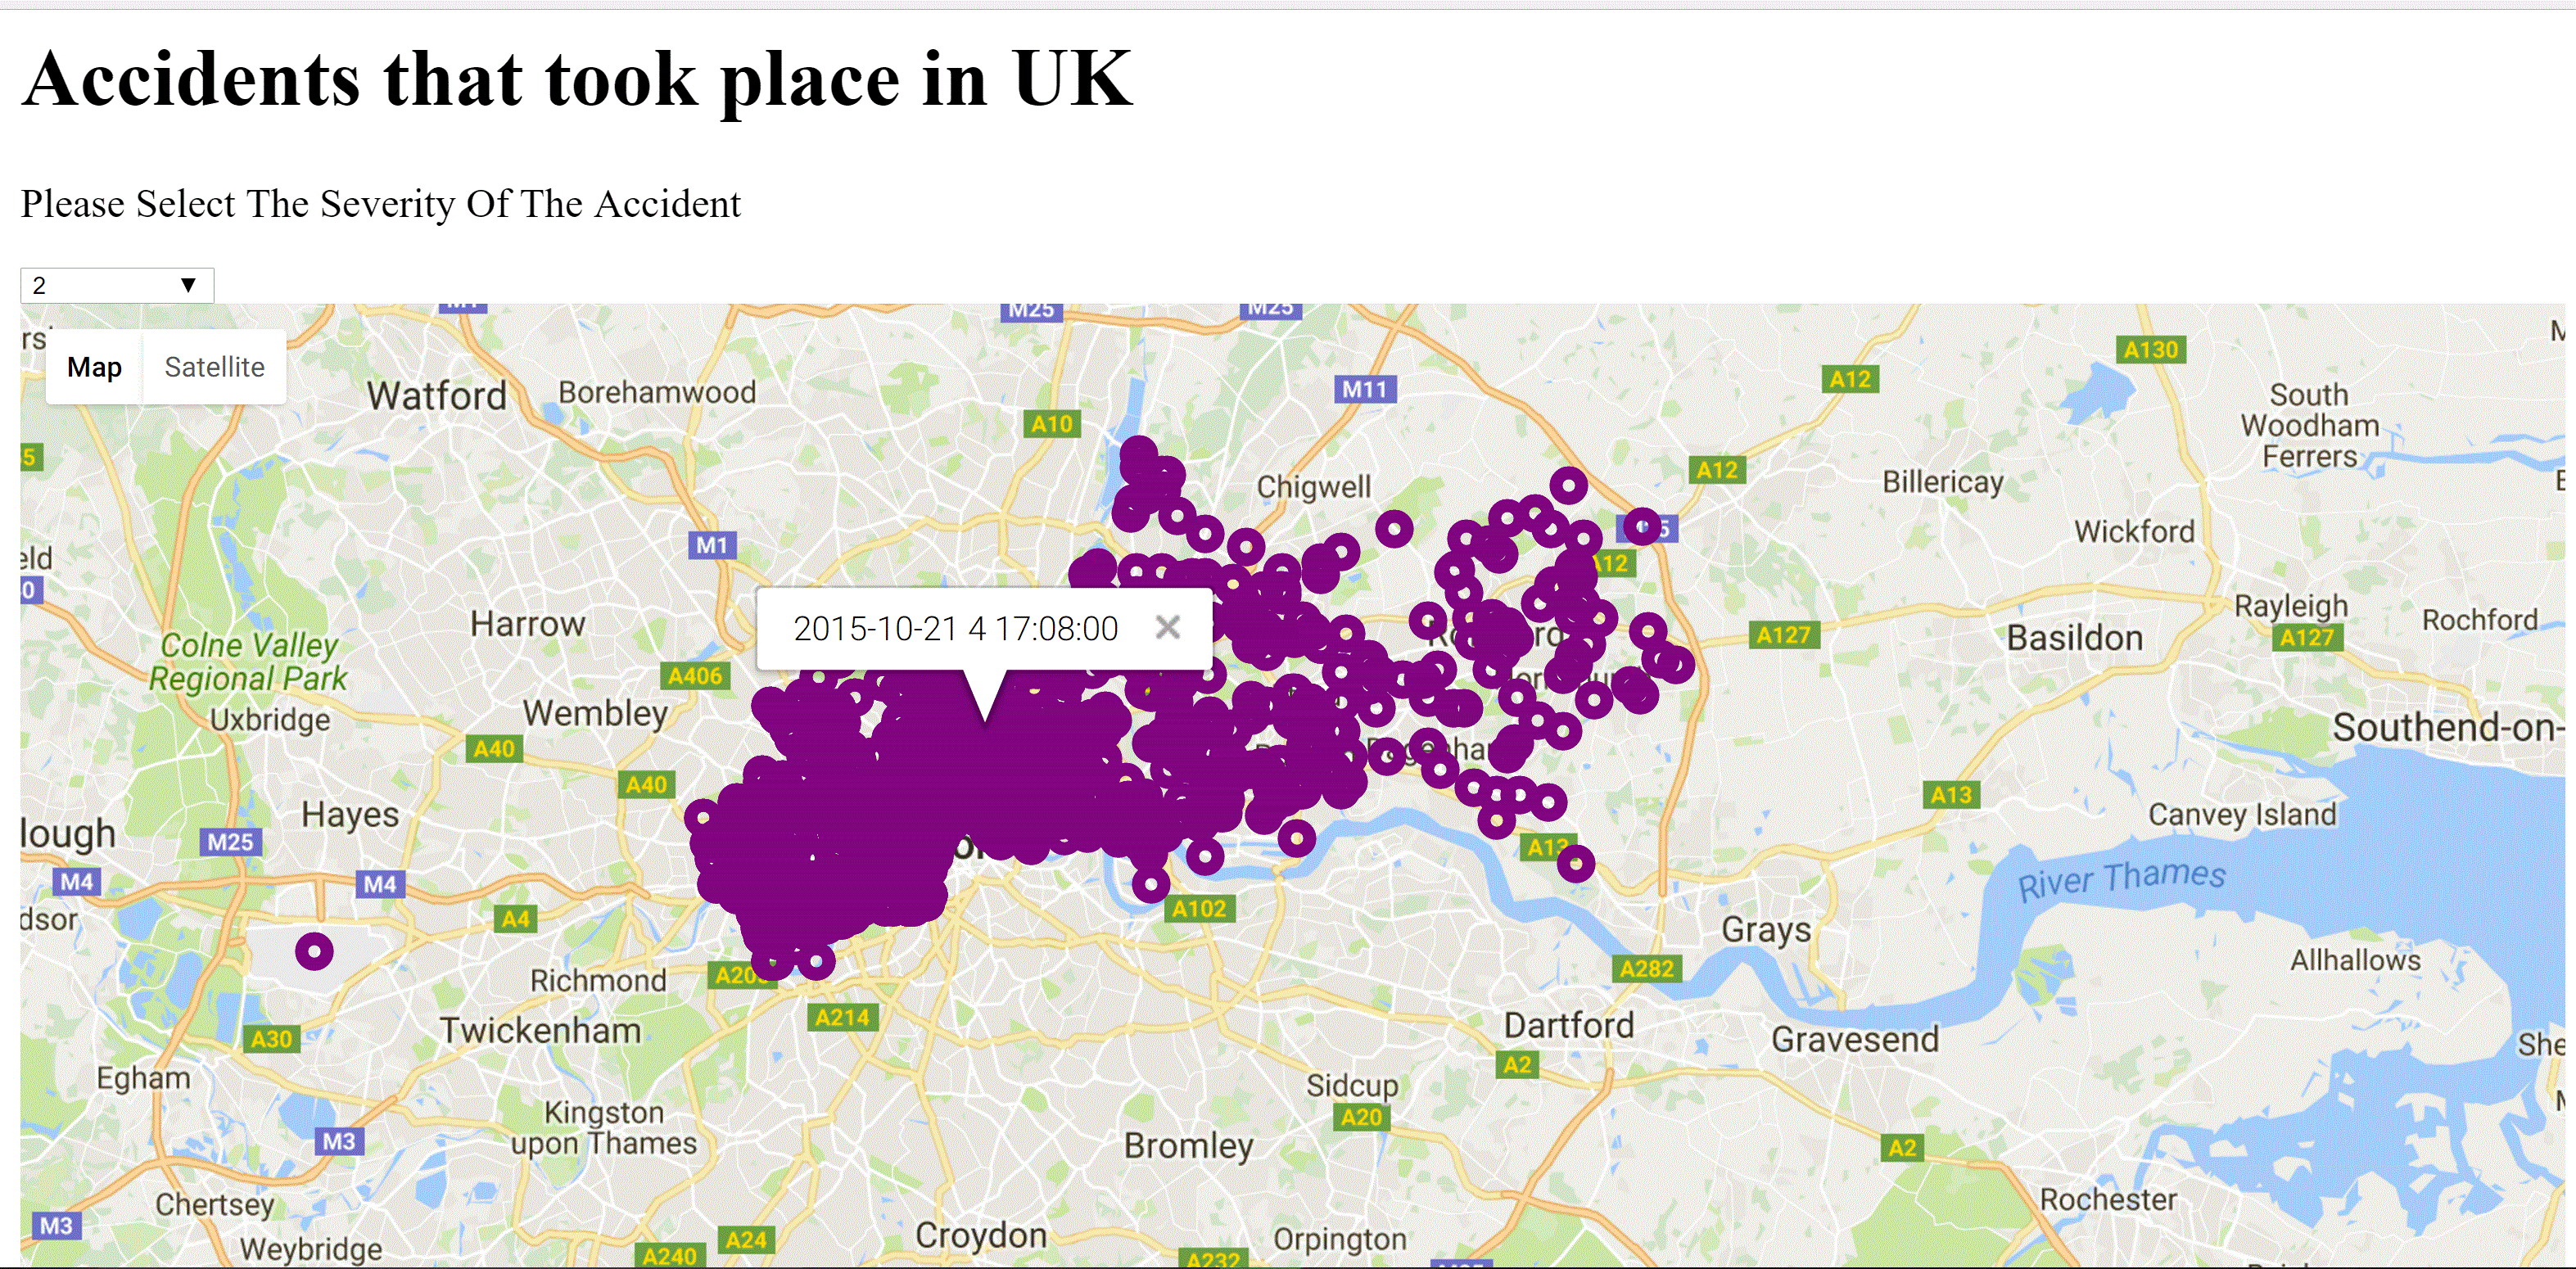 Accidents that took place in UK
Please Select The Severity Of The Accident
2
M25
M25
Map
Satellite
A130
A12
Watford
Borehamwood
M11
South
Woodham
Ferrers
A10
5
A12
Chigwell
Billericay
Wickford
M1
eld
A12
0
Rayleigh
Rochford
Harrow
2015-10-21 4 17:08:00
A127
Basildon
A127
Colne Valley
Regional Park
A406
Uxbridge
Wembley
Southend-on-
A40
A40
A13
Hayes
Canvey Island
lough
M25
A13
M4
M4
River Thames
dsor
A4
A102
Grays
Allhallows
Richmond
A282
A214
Twickenham
Dartford
A30
Gravesend
She
A2
Egham
Sidcup
Kingston
upon Thames
A20
M3
Bromley
A2
Chertsey
Rochester
M3
Croydon
A24
Orpington
Weybridge
A240
A232